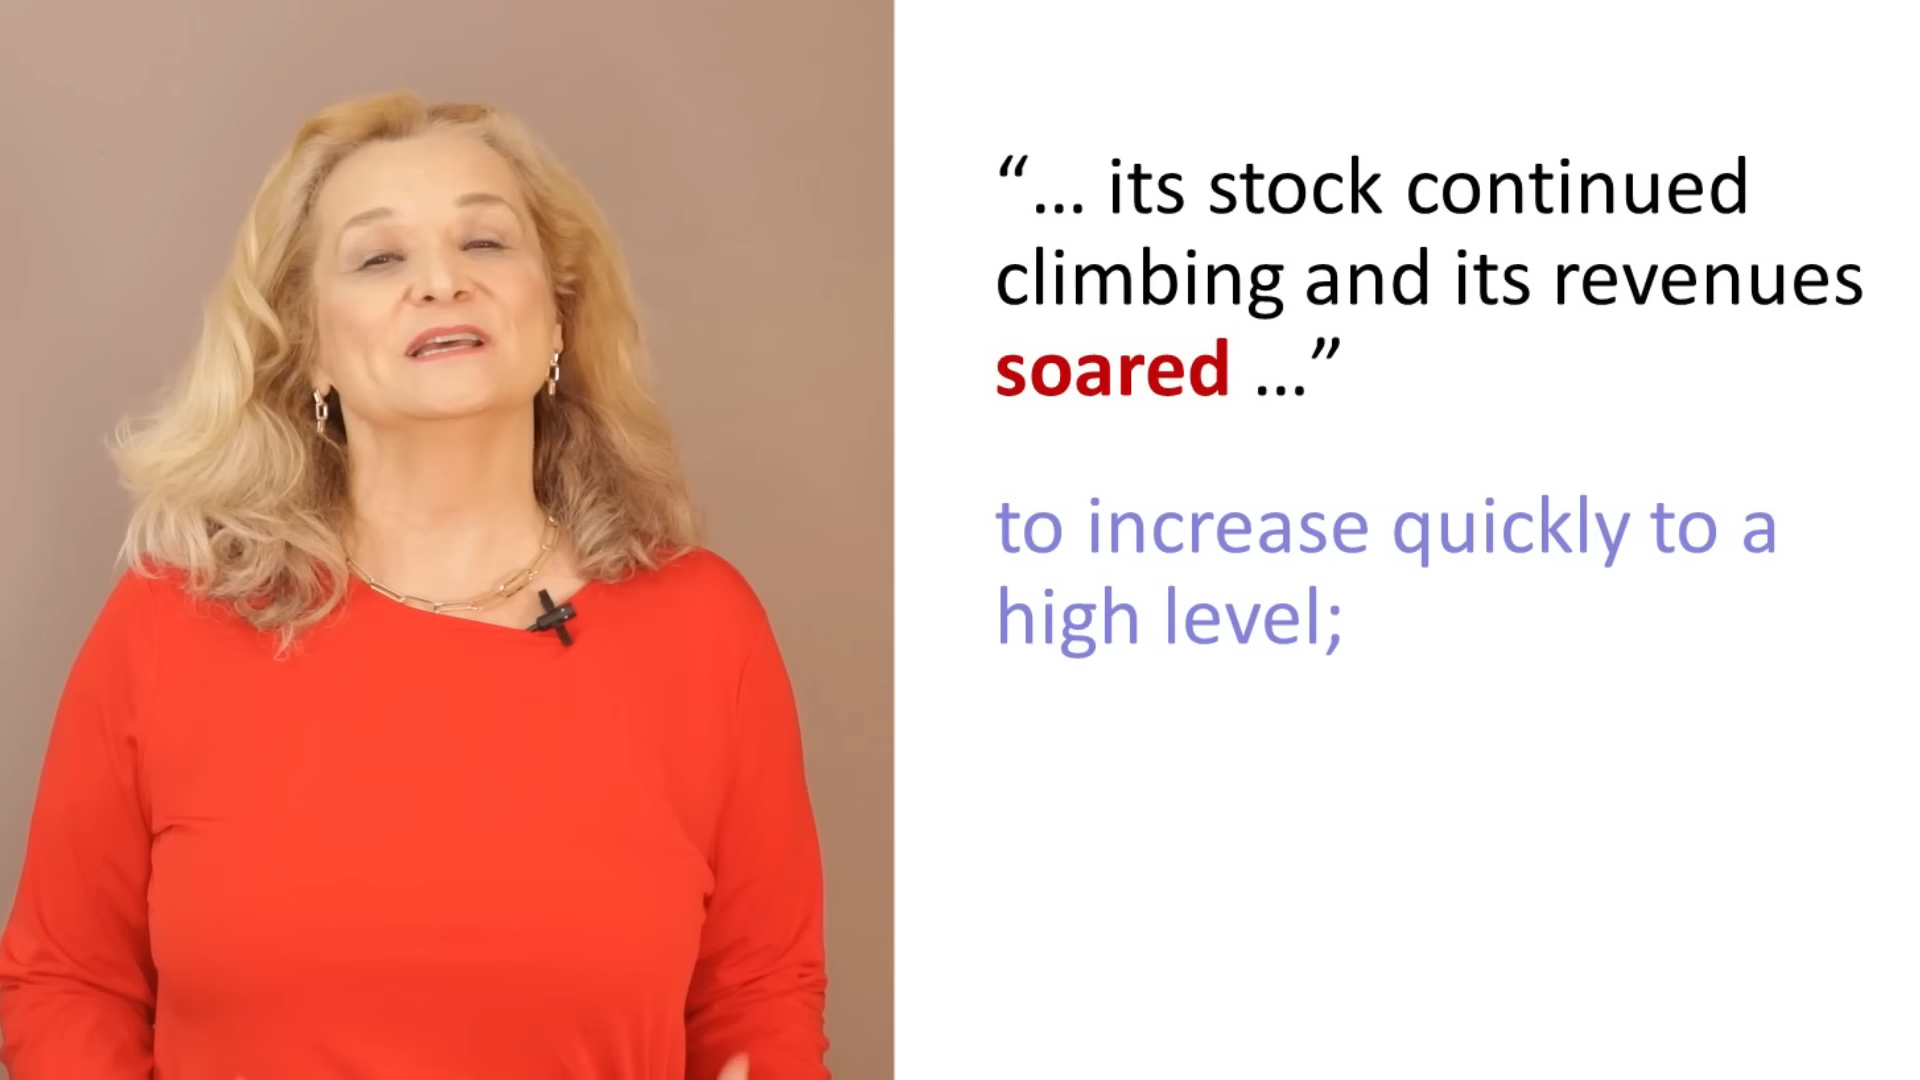 “… its stock continued
climbing and its revenues
soared …”
to increase quickly to a
high level;